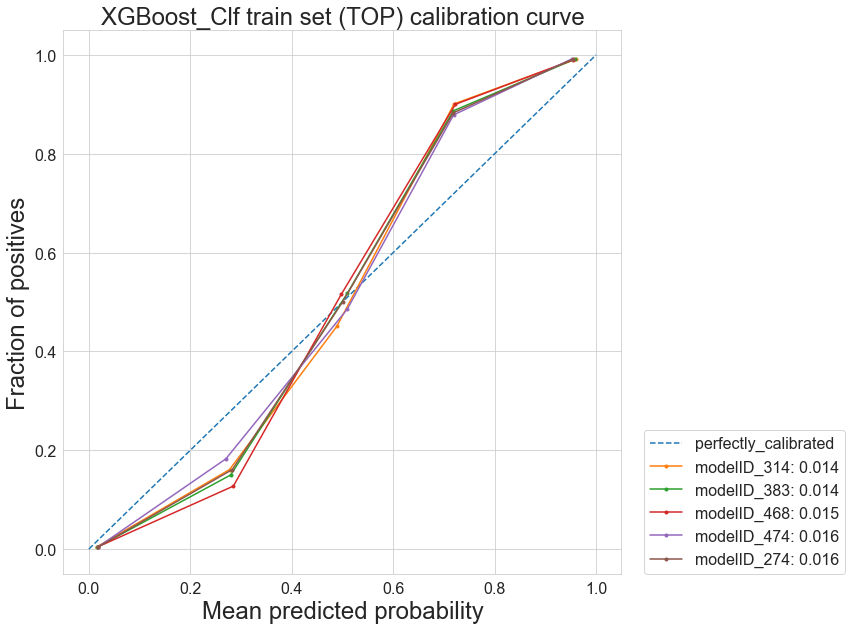 XGBoost_Clf train set (TOP) calibration curve
Fraction of positives
1.0
0.8
0.6
0.4
0.2
0.0
0.0 0.2 0.4 0.6 0.8 1.0
Mean predicted probability
perfectly_calibrated
modelID_314: 0.014
modelID_383: 0.014
modelID_468: 0.015
modelID_474: 0.016
modelID_274: 0.016